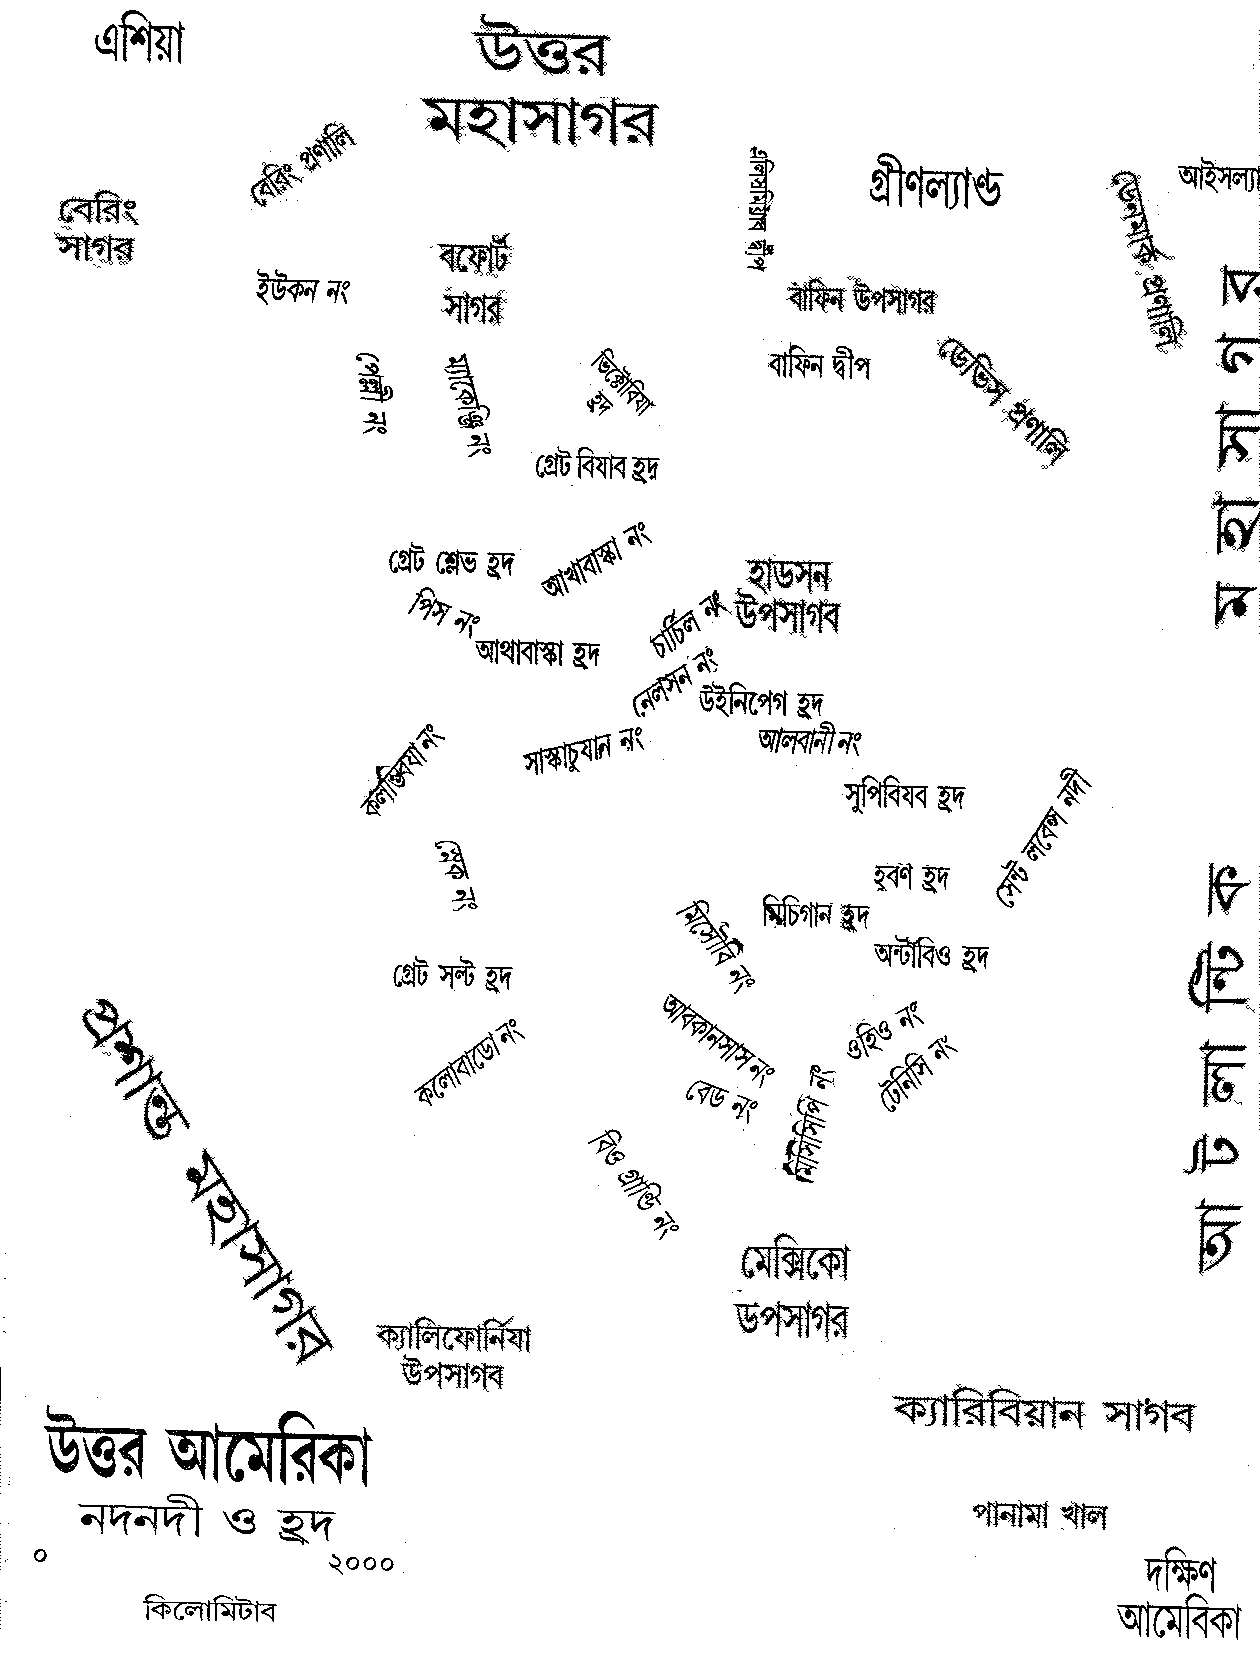 এশিয়া
উত্তর
মহাসাগর
বেরিং প্রণালি
গ্রীণল্যাণ্ড
আইসল্যা
ডেনমার্ক প্রণালি
বেরিং
সাগর
বফোর্ট
সাগর
ইউকন নং
বাফিন উপসাগর
বাফিন দ্বীপ
ডেভিস প্রণালি
পেল্লী নং
ম্যাকেঞ্জি নং
ভিক্টোবিযা
হ্রদ
গ্রেট বিযাব হ্রদ
গ্রেট শ্লেভ হ্রদ
আথাবাস্কা নং
হাডসন
উপসাগব
পিস নং
আথাবাস্কা হ্রদ
চার্চিল নং
নেলসন নং
উইনিপেগ হ্রদ
সাস্কাচুযান নং
আলবানী নং
কলম্বিযা নং
সুপিবিযব হ্রদ
সেন্ট লবেন্স নদী
স্নেক নং
হুবণ হ্রদ
মিচিগান হ্রদ
মিসৌবি নং
অন্টাবিও হ্রদ
গ্রেট সল্ট হ্রদ
আবকানসাস নং
ওহিও নং
কলোবাডো নং
টেনিসি নং
বেড নং
মিসিসিপি নং
বিও গ্রান্ডি নং
আটলান্টিক মহাসাগর
প্রশান্ত মহাসাগর
মেক্সিকো
উপসাগর
ক্যালিফোর্নিযা
উপসাগব
ক্যারিবিয়ান সাগব
উত্তর আমেরিকা
নদনদী ও হ্রদ
০ ২০০০
কিলোমিটাব
পানামা খাল
দক্ষিণ
আমেবিকা